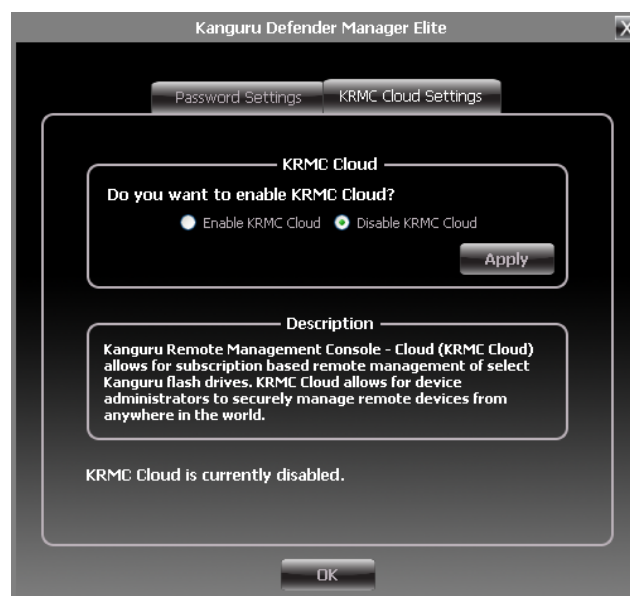 Kanguru Defender Manager Elite
X
Password Settings
KRMC Cloud Settings
KRMC Cloud
Do you want to enable KRMC Cloud?
Enable KRMC Cloud
Disable KRMC Cloud
Apply
Description
Kanguru Remote Management Console - Cloud (KRMC Cloud)
allows for subscription based remote management of select
Kanguru flash drives. KRMC Cloud allows for device
administrators to securely manage remote devices from
anywhere in the world.
KRMC Cloud is currently disabled.
OK